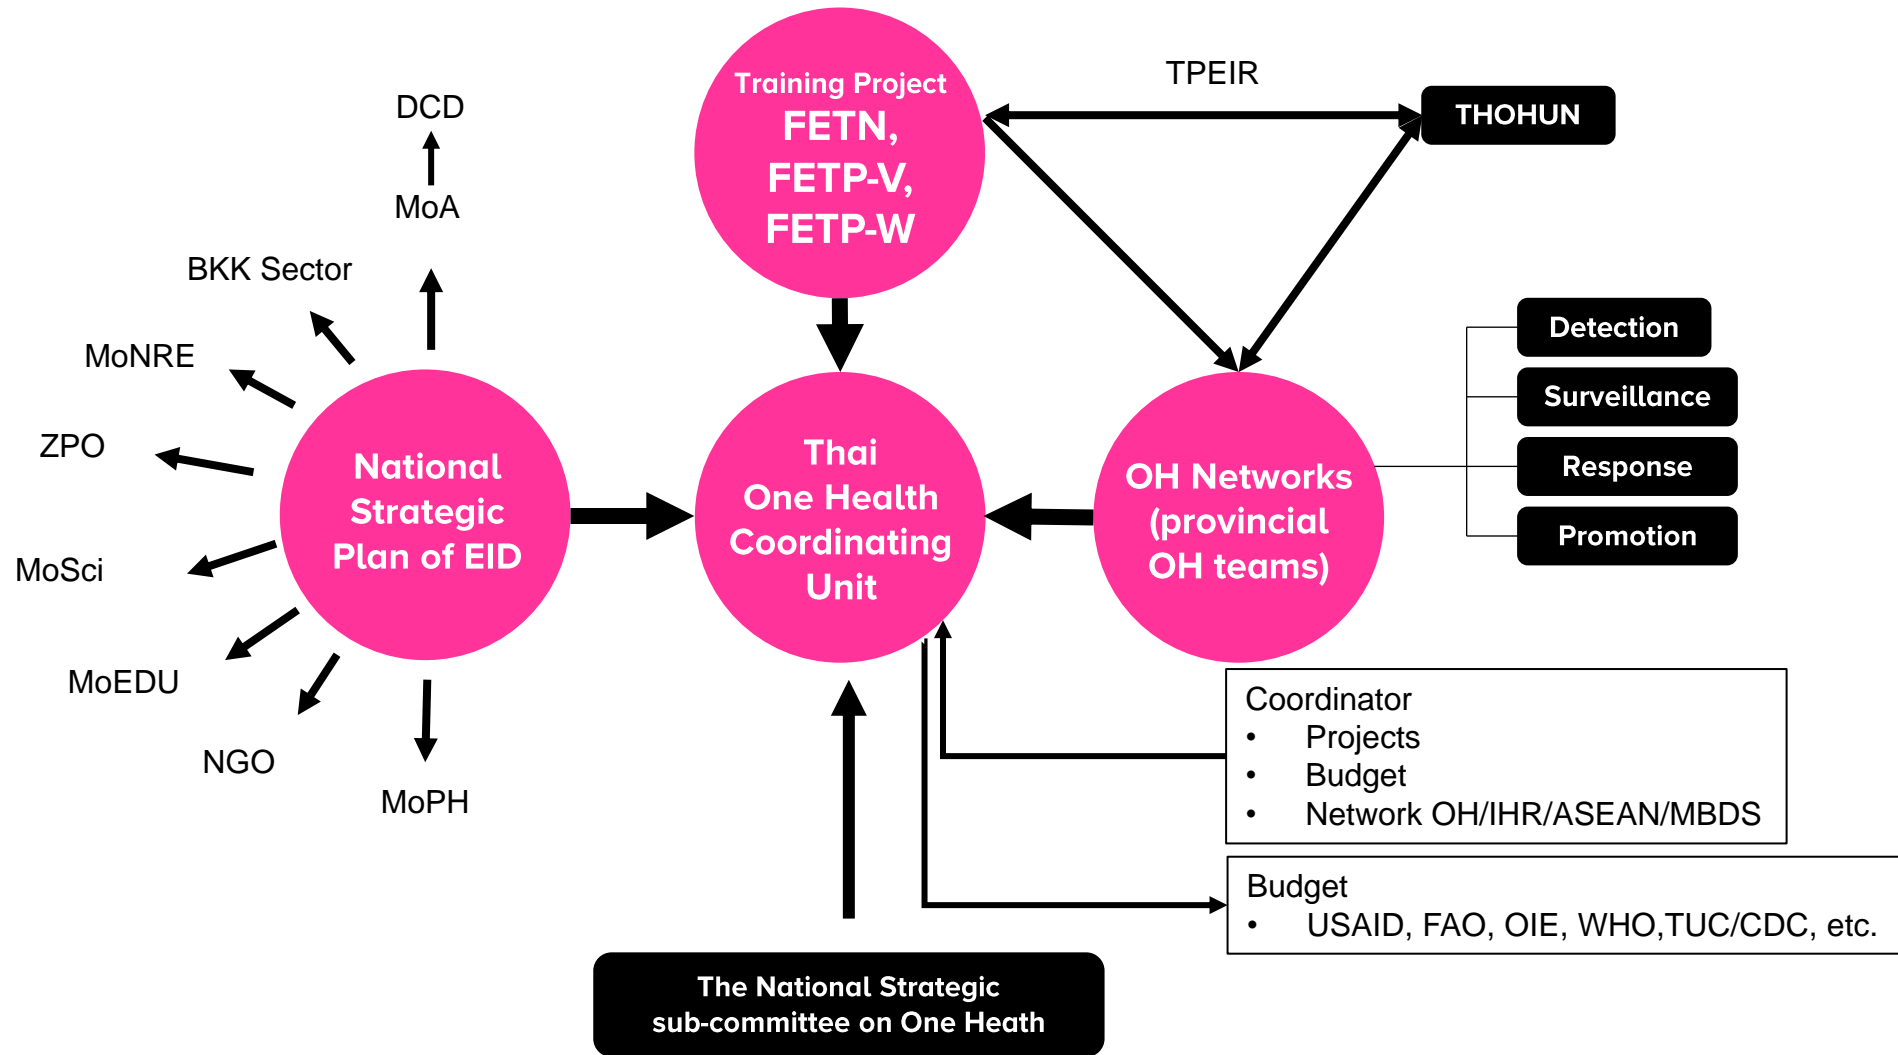 Training Project
FETN,
FETP-V,
FETP-W
TPEIR
THOHUN
DCD
MoA
BKK Sector
MoNRE
ZPO
MoSci
MoEDU
NGO
MoPH
National
Strategic
Plan of EID
Thai
One Health
Coordinating
Unit
OH Networks
(provincial
OH teams)
Detection
Surveillance
Response
Promotion
Coordinator
• Projects
• Budget
• Network OH/IHR/ASEAN/MBDS
Budget
• USAID, FAO, OIE, WHO,TUC/CDC, etc.
The National Strategic
sub-committee on One Heath